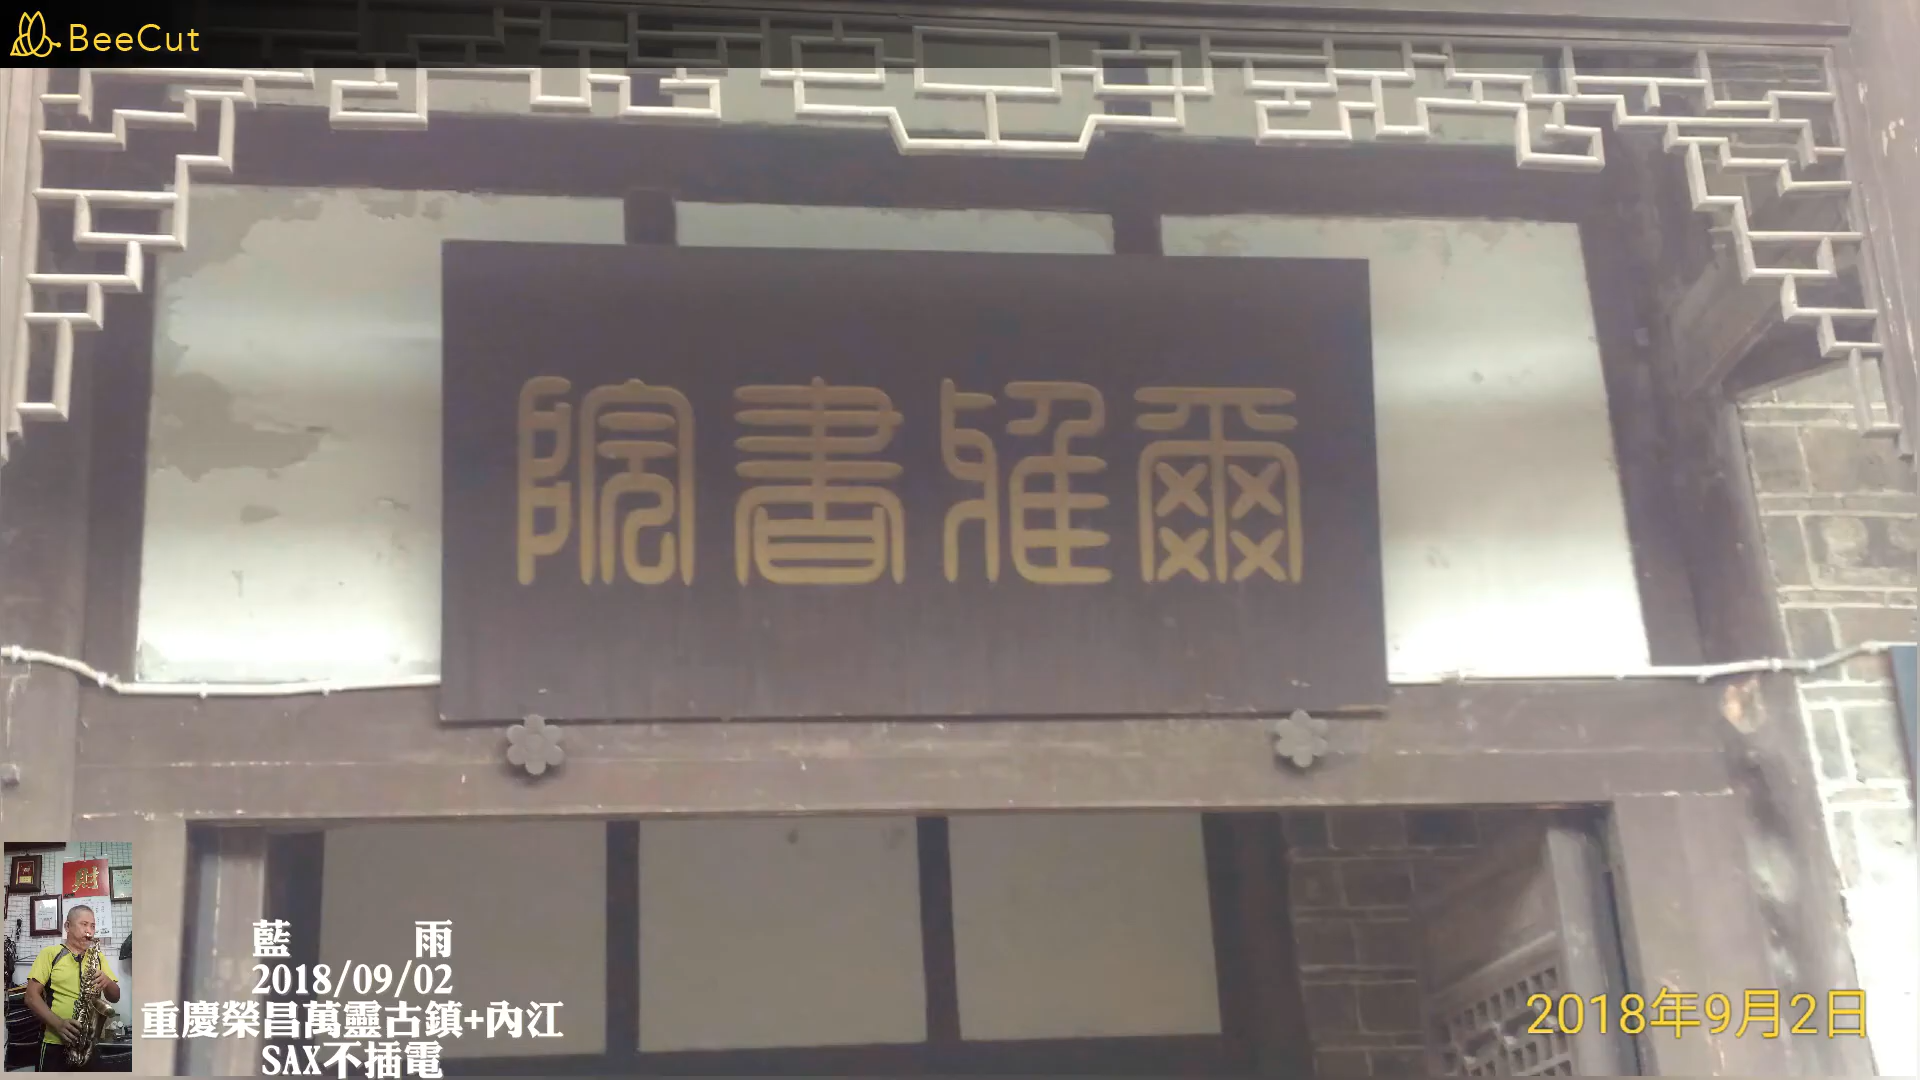 BeeCut
爾雅書院
財
藍 雨
2018/09/02
重慶榮昌萬靈古鎮+內江
SAX不插電
2018年9月2日